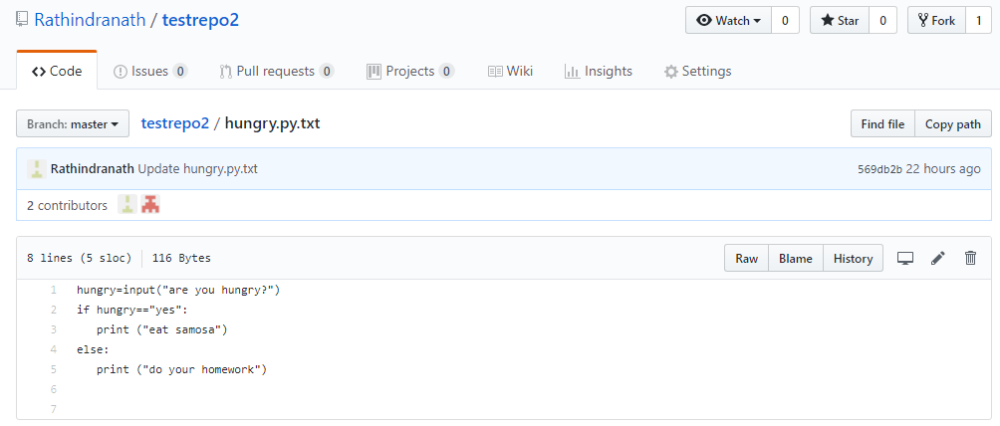 Rathindranath / testrepo2
Watch 0 Star 0 Fork 1
Code Issues 0 Pull requests 0 Projects 0 Wiki Insights Settings
Branch: master testrepo2 / hungry.py.txt Find file Copy path
Rathindranath Update hungry.py.txt 569db2b 22 hours ago
2 contributors
8 lines (5 sloc) 116 Bytes Raw Blame History
1 hungry=input("are you hungry?")
2 if hungry=="yes":
3 print ("eat samosa")
4 else:
5 print ("do your homework")
6
7